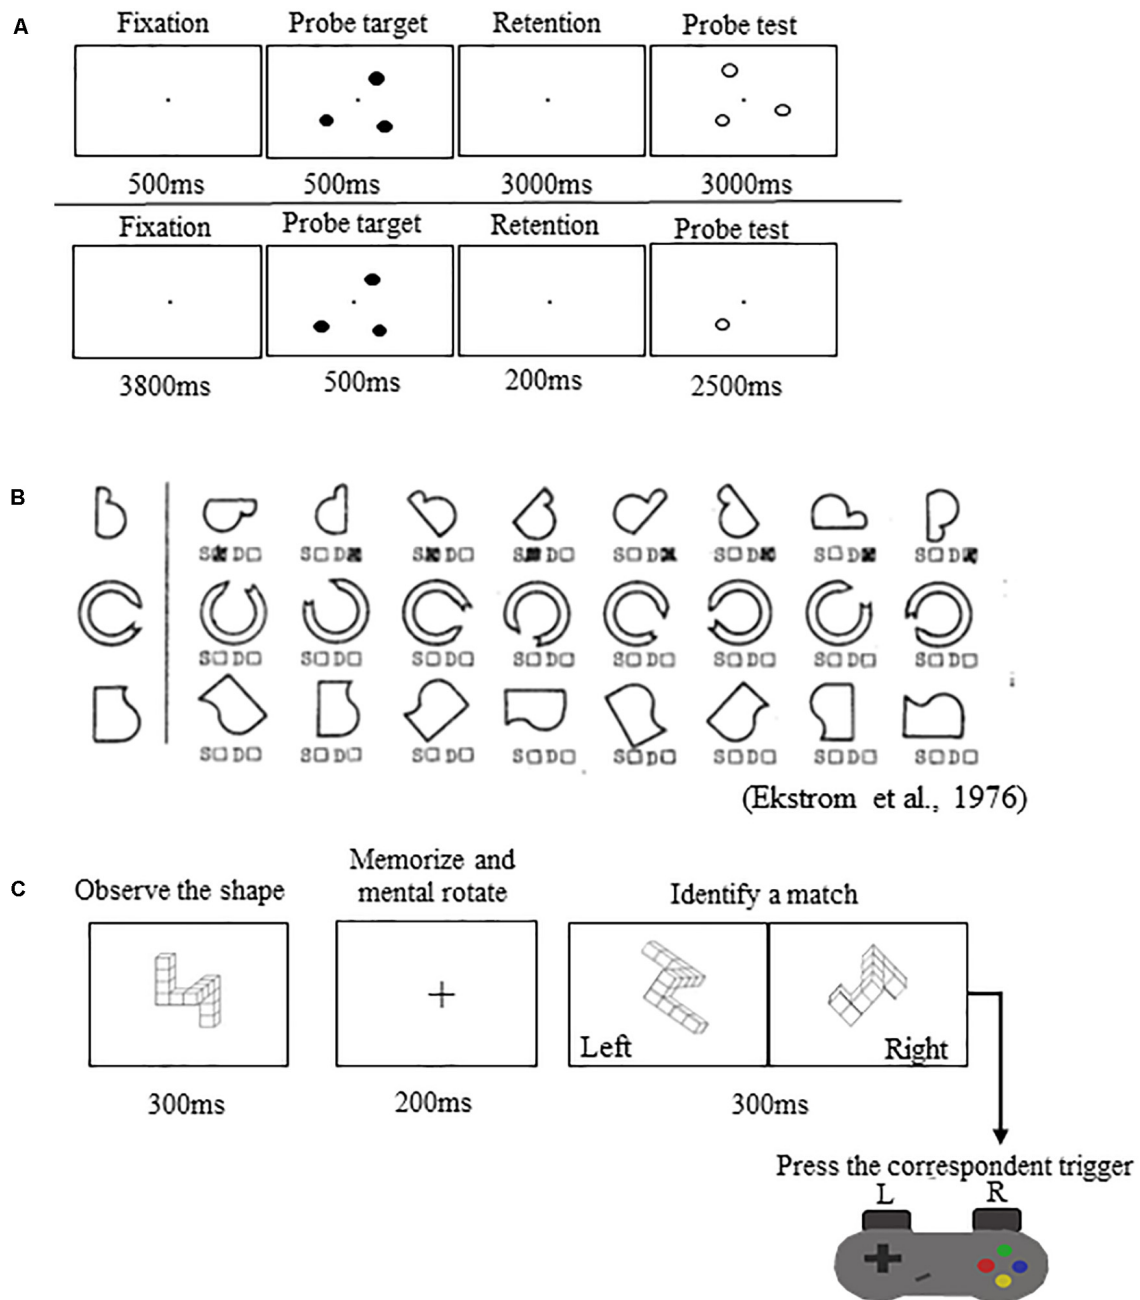 A
Fixation Probe target Retention Probe test
500ms 500ms 3000ms 3000ms
Fixation Probe target Retention Probe test
3800ms 500ms 200ms 2500ms
B
S D S D S D S D S D S D S D S D
S D S D S D S D S D S D S D S D
S D S D S D S D S D S D S D S D
(Ekstrom et al., 1976)
C
Observe the shape
Memorize and
mental rotate
Identify a match
Left Right
300ms 200ms 300ms
Press the correspondent trigger
L R